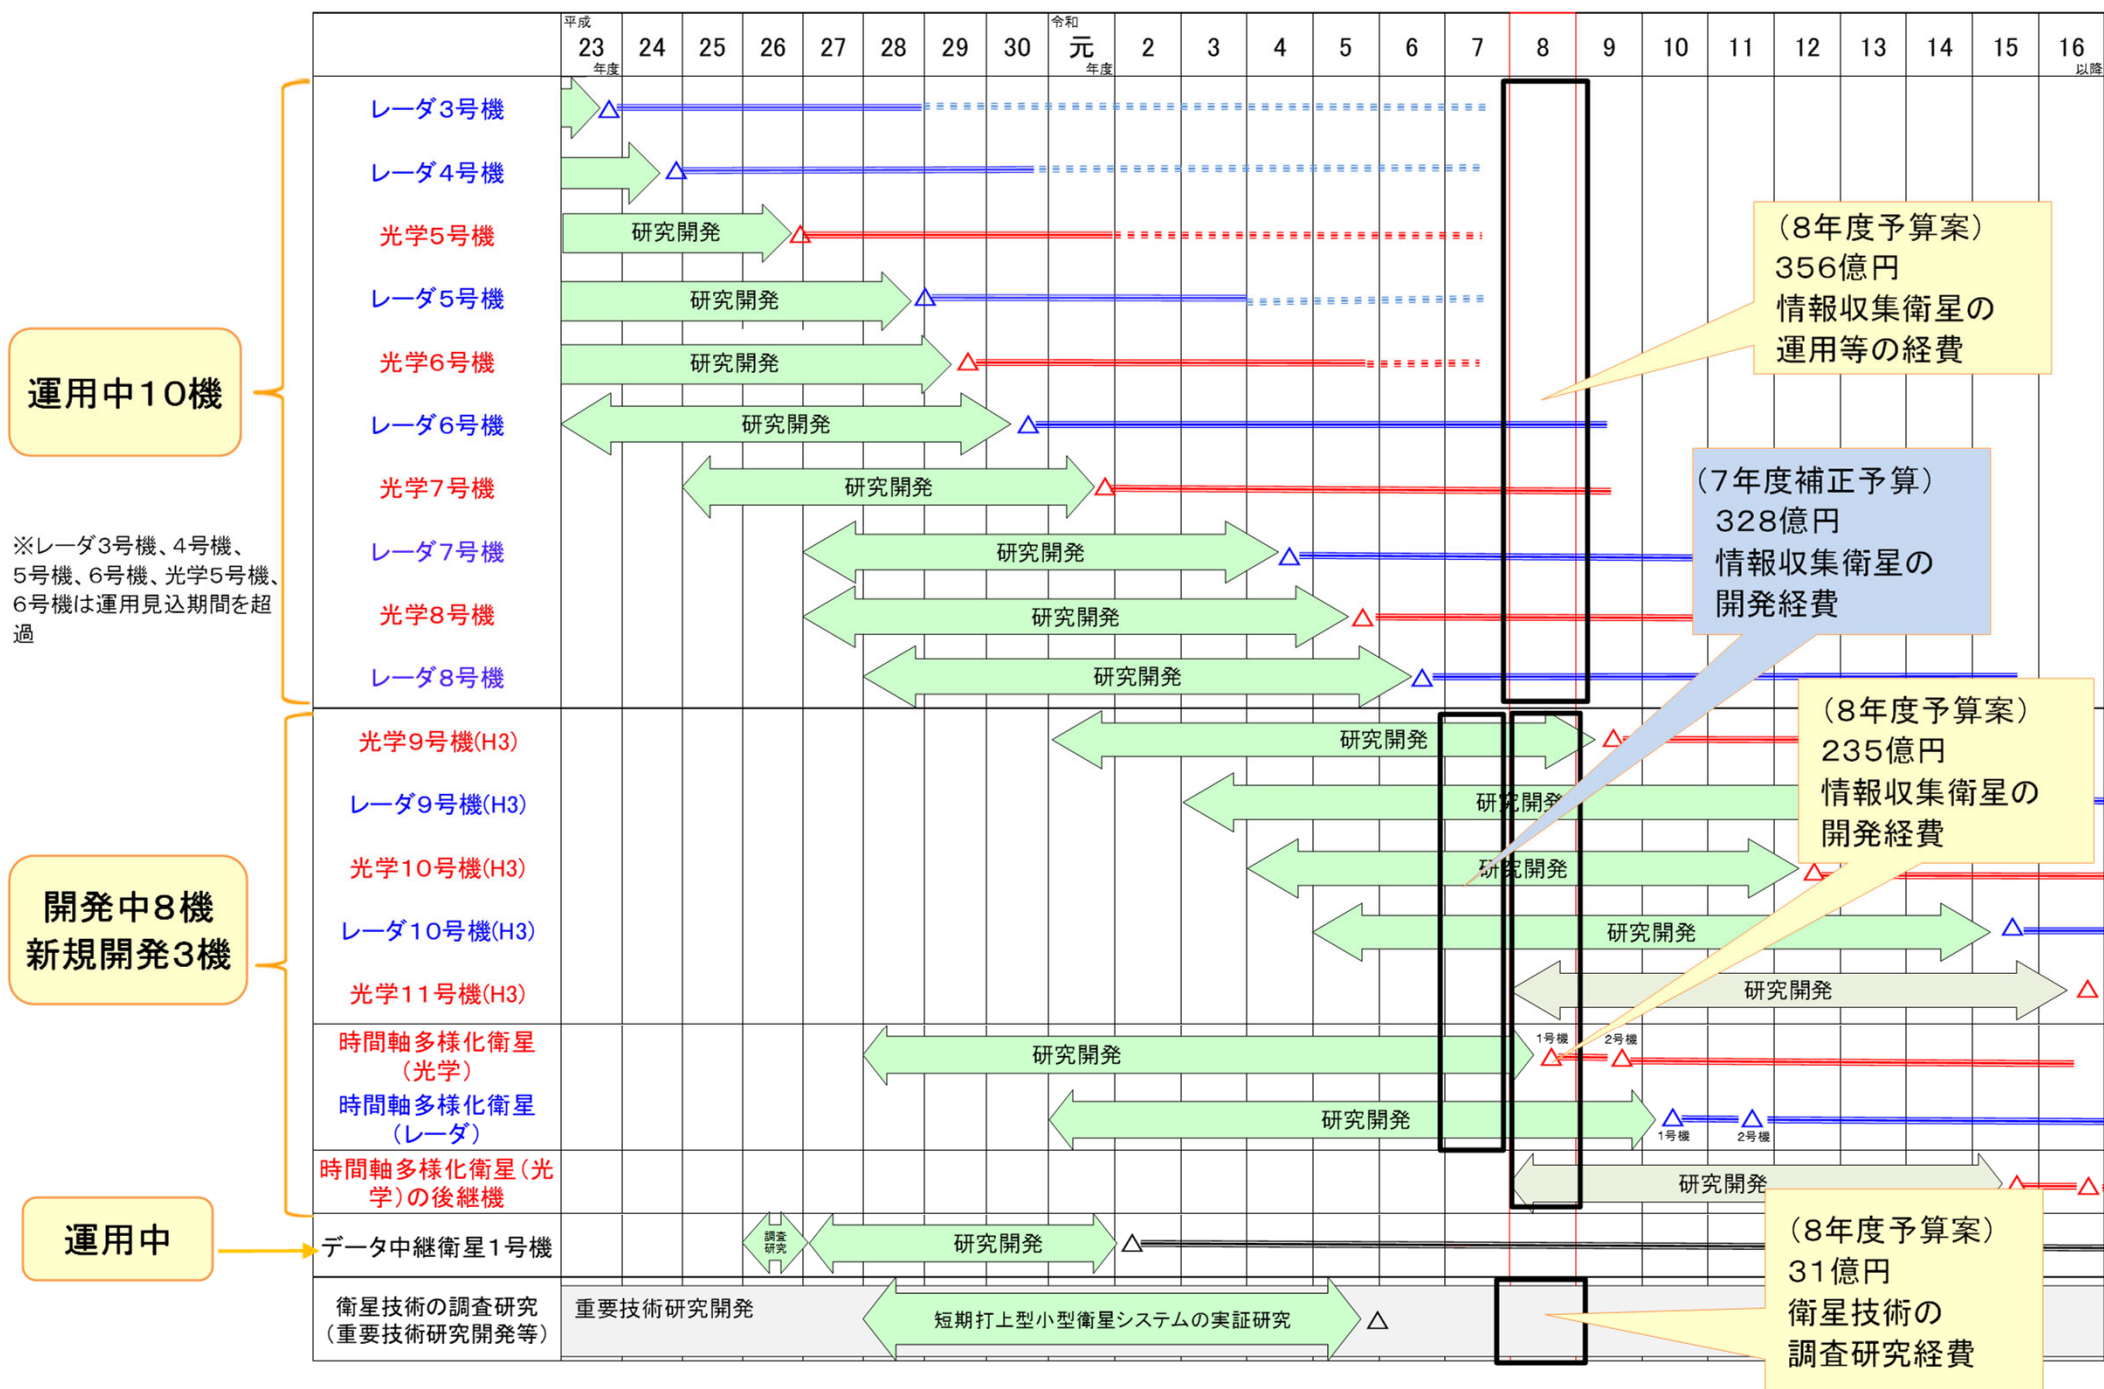 平成
令和
23 24 25 26 27 28 29 30 元 2 3 4 5 6 7 8 9 10 11 12 13 14 15 16
年度
年度
以降
レーダ3号機
レーダ4号機
光学5号機
研究開発
レーダ5号機
研究開発
光学6号機
研究開発
レーダ6号機
研究開発
光学7号機
研究開発
レーダ7号機
研究開発
光学8号機
研究開発
レーダ8号機
研究開発
運用中10機
※レーダ3号機、4号機、
5号機、6号機、光学5号機、
6号機は運用見込期間を超
過
(8年度予算案)
356億円
情報収集衛星の
運用等の経費
(7年度補正予算)
328億円
情報収集衛星の
開発経費
(8年度予算案)
235億円
情報収集衛星の
開発経費
開発中8機
新規開発3機
光学9号機(H3)
研究開発
レーダ9号機(H3)
研究開発
光学10号機(H3)
研究開発
レーダ10号機(H3)
研究開発
光学11号機(H3)
研究開発
時間軸多様化衛星
(光学)
研究開発
1号機
2号機
時間軸多様化衛星
(レーダ)
研究開発
1号機
2号機
時間軸多様化衛星(光
学)の後継機
研究開発
運用中
データ中継衛星1号機
調査
研究
研究開発
衛星技術の調査研究
(重要技術研究開発等)
重要技術研究開発
短期打上型小型衛星システムの実証研究
(8年度予算案)
31億円
衛星技術の
調査研究経費